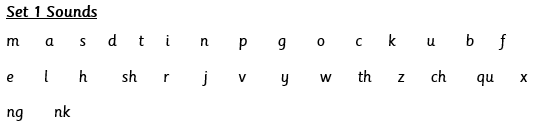 Set 1 Sounds
m a s d t i n p g o c k u b f
e l h sh r j v y w th z ch qu x
ng nk